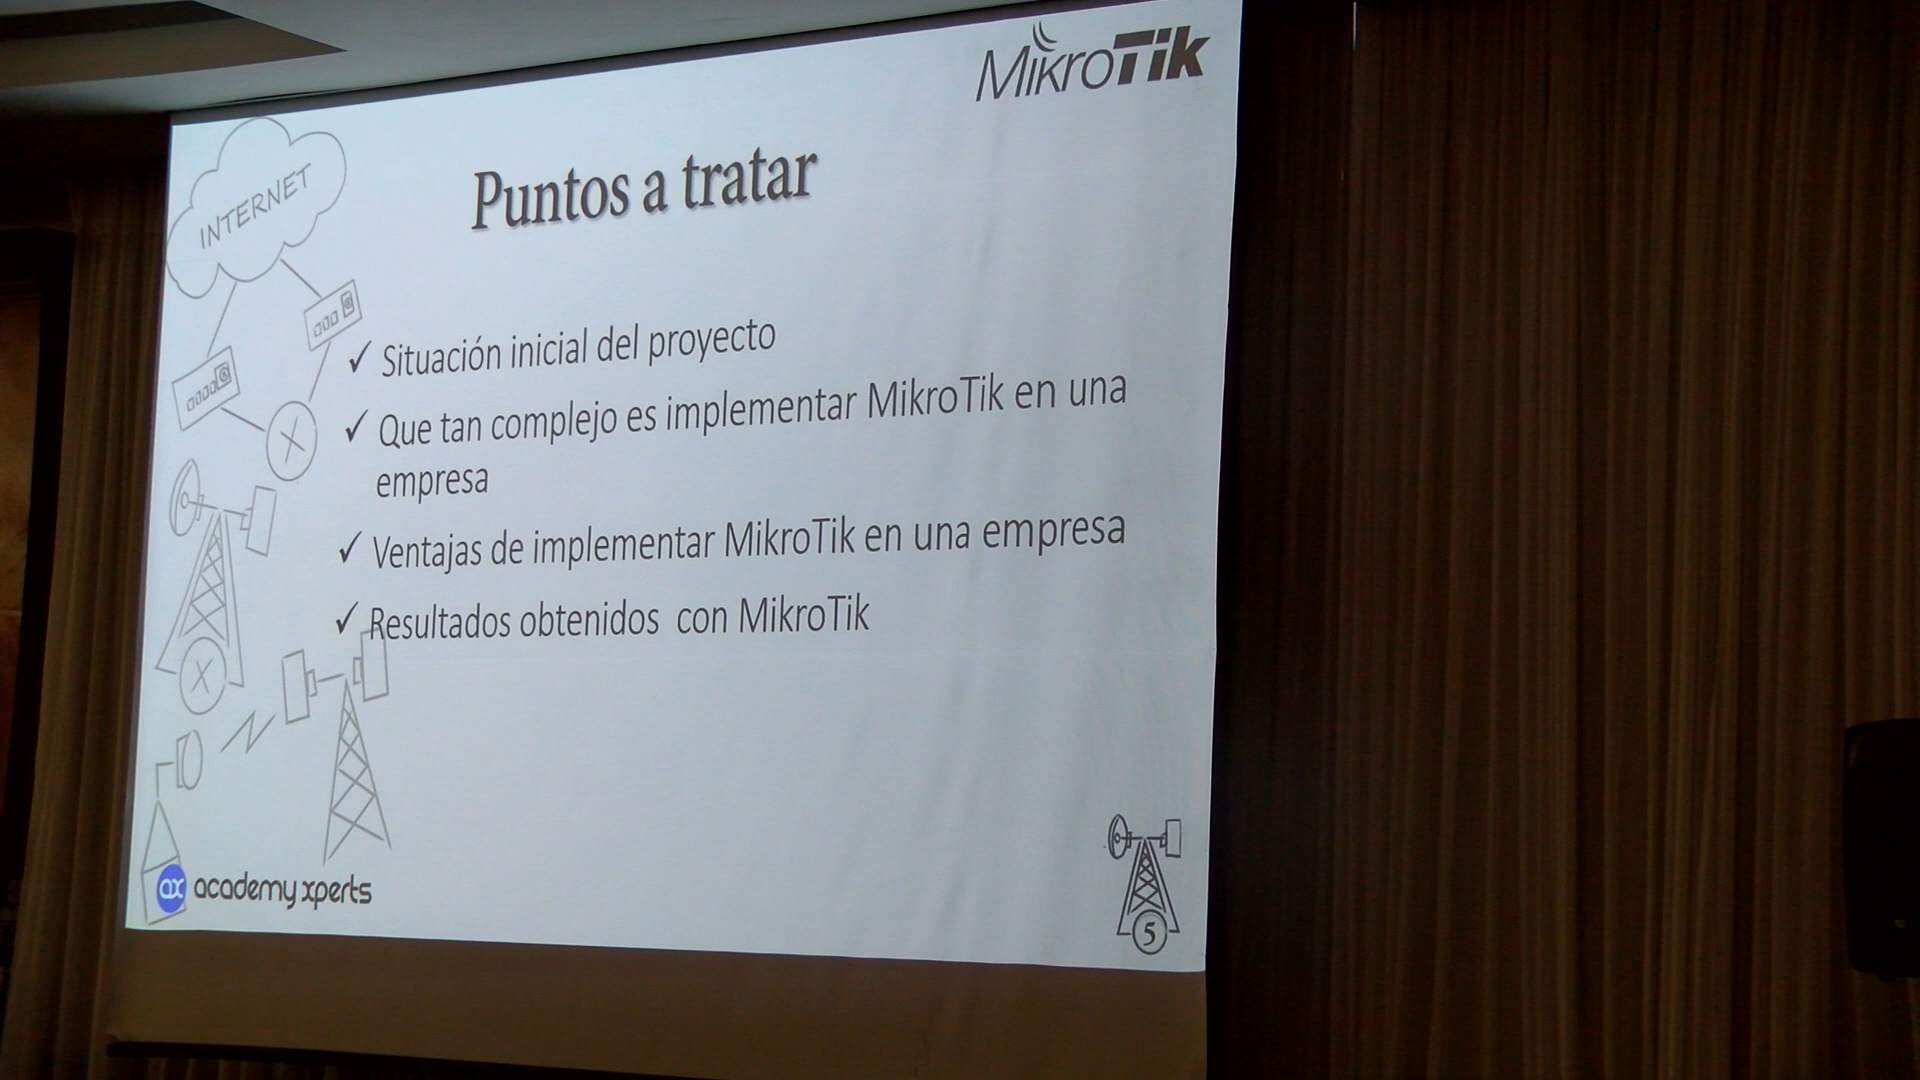 MikroTik
INTERNET
Puntos a tratar
✓ Situación inicial del proyecto
✓ Que tan complejo es implementar MikroTik en una
empresa
✓ Ventajas de implementar MikroTik en una empresa
✓ Resultados obtenidos con MikroTik
ax academy xperts
5